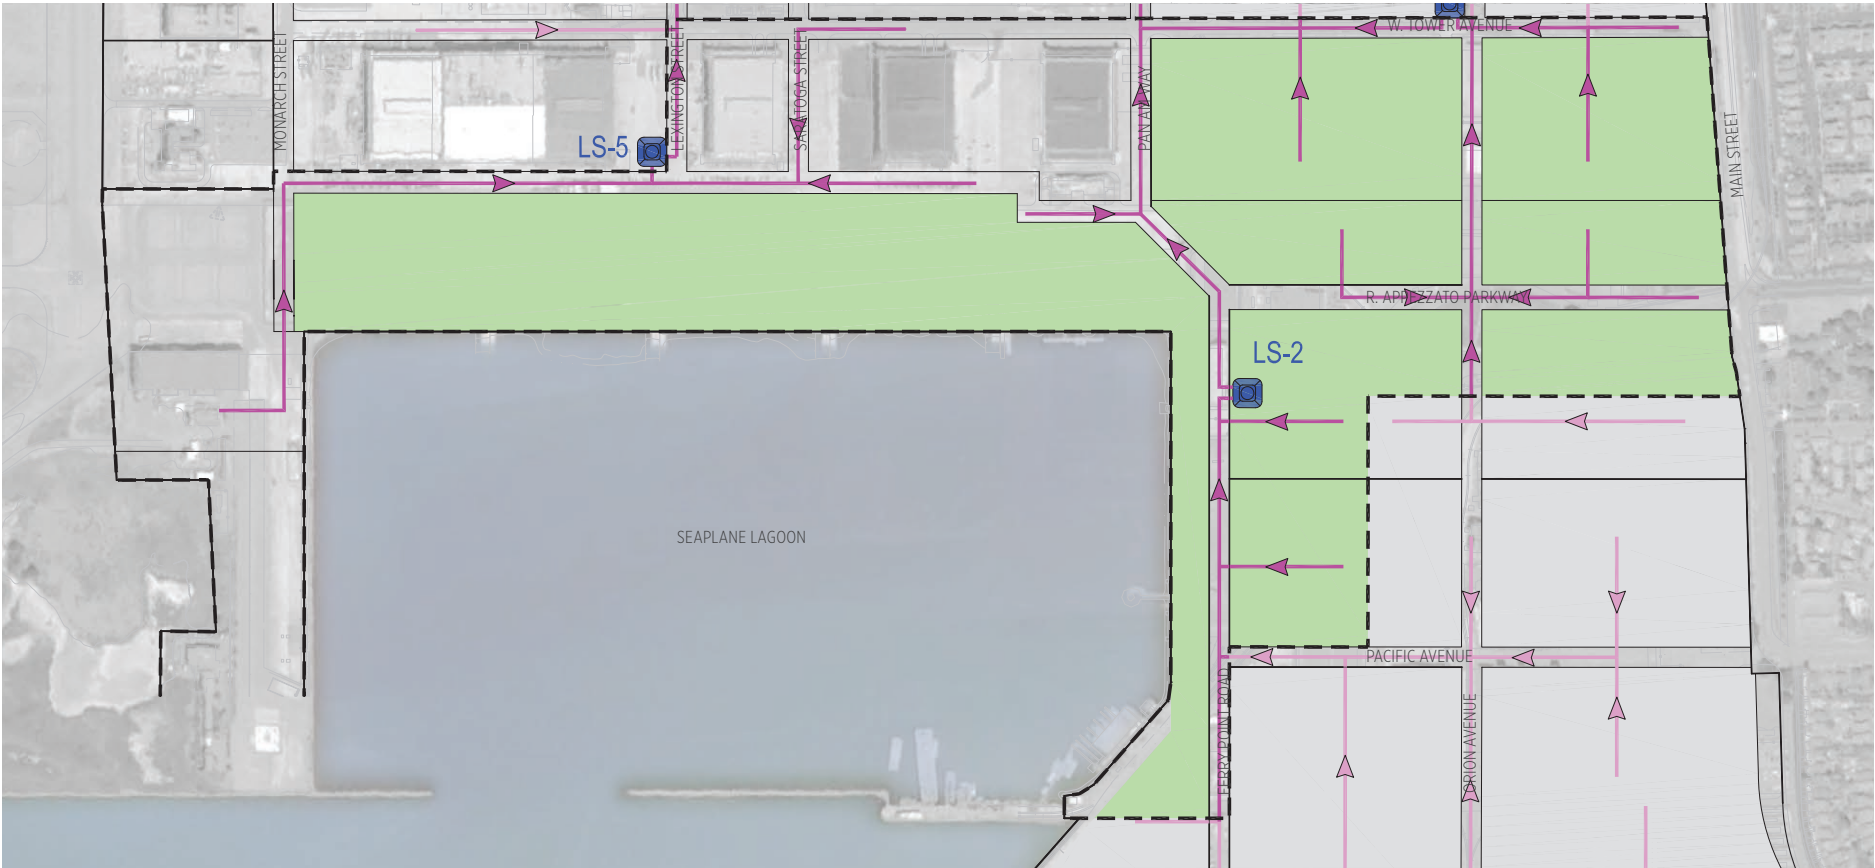 W. TOWER AVENUE
MONARCH STREET
LEXINGTON STREET
SARATOGA STREET
PAN AM WAY
MAIN STREET
LS-5
R. APPEZZATO PARKWAY
LS-2
SEAPLANE LAGOON
PACIFIC AVENUE
FERRY POINT ROAD
ORION AVENUE